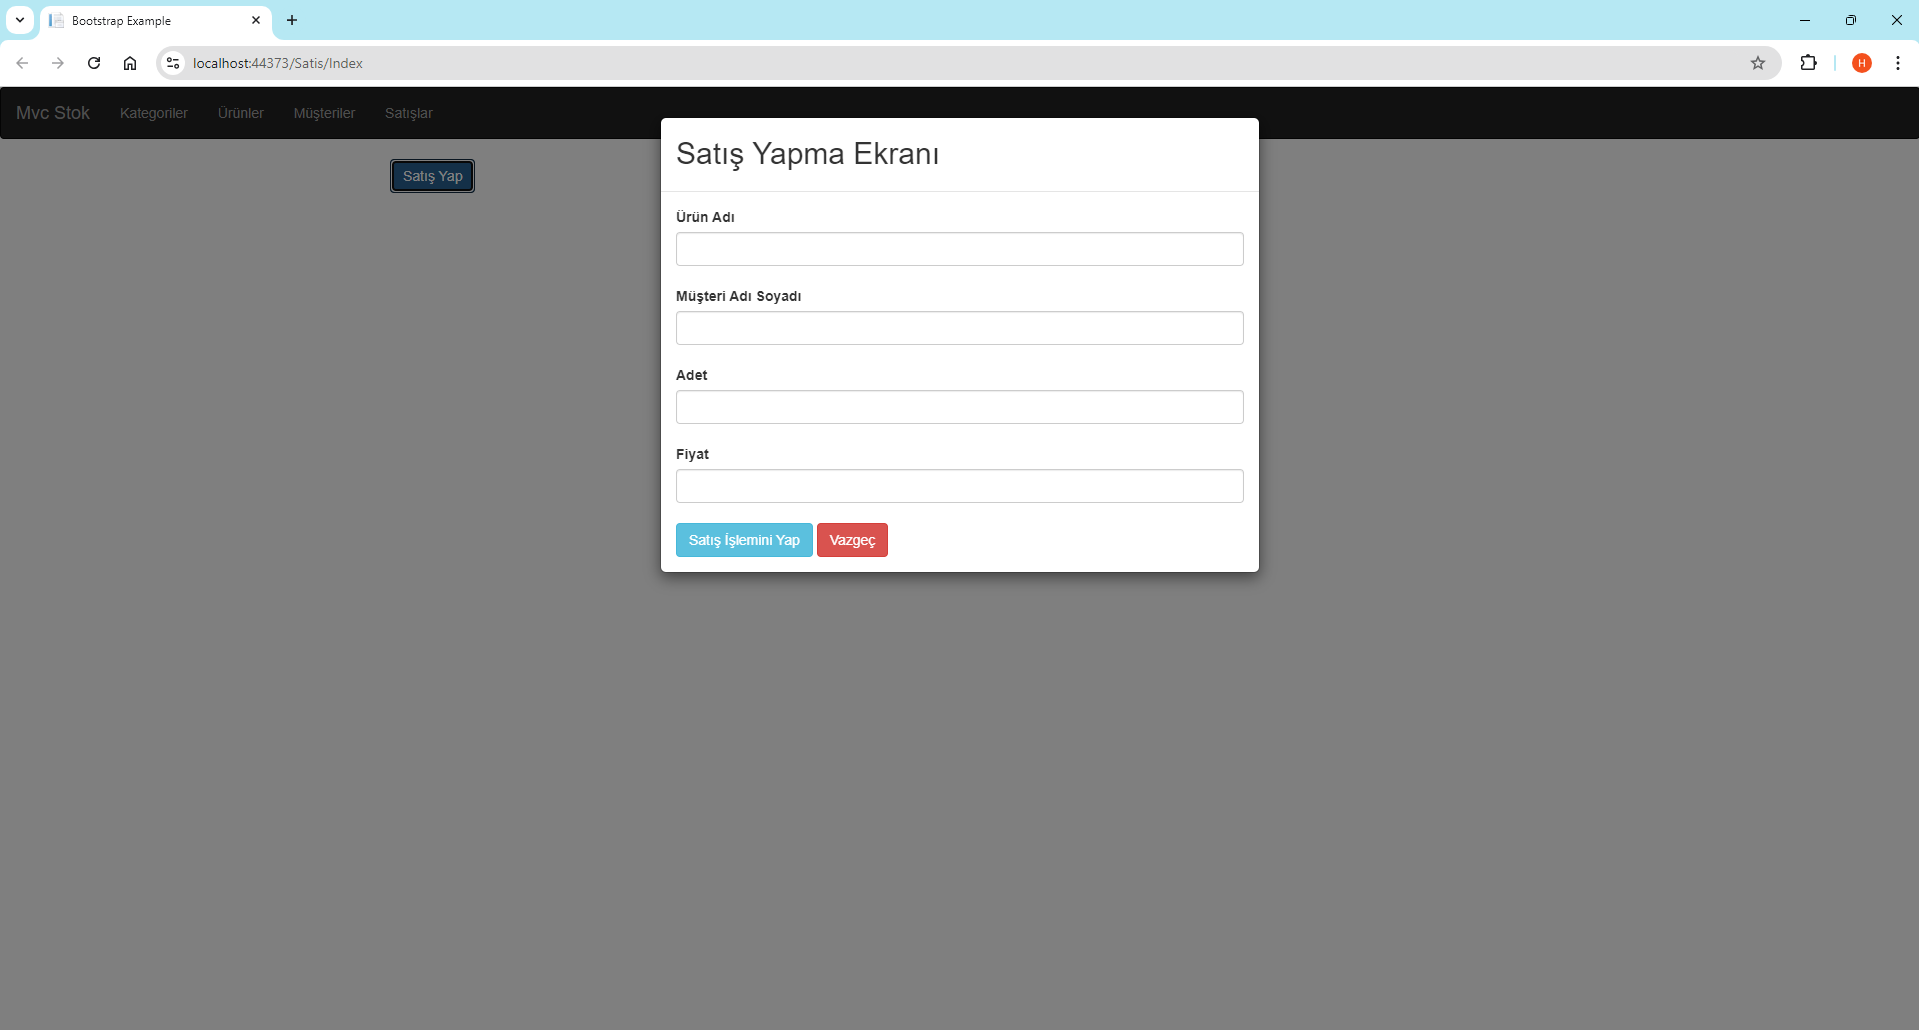 Bootstrap Example
localhost:44373/Satis/Index
H
Mvc Stok Kategoriler Ürünler Müşteriler Satışlar
Satış Yap
Satış Yapma Ekranı
Ürün Adı
Müşteri Adı Soyadı
Adet
Fiyat
Satış İşlemini Yap Vazgeç